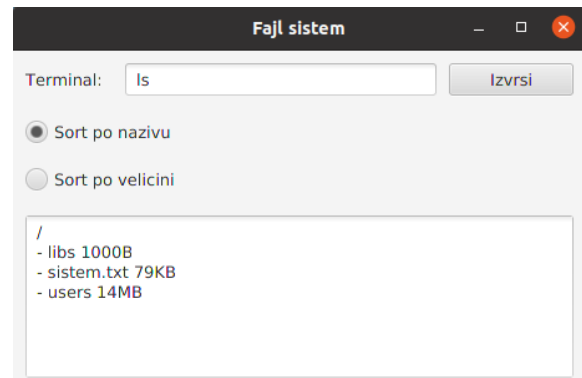 Fajl sistem
Terminal: ls Izvrsi
Sort po nazivu
Sort po velicini
/
- libs 1000B
- sistem.txt 79KB
- users 14MB